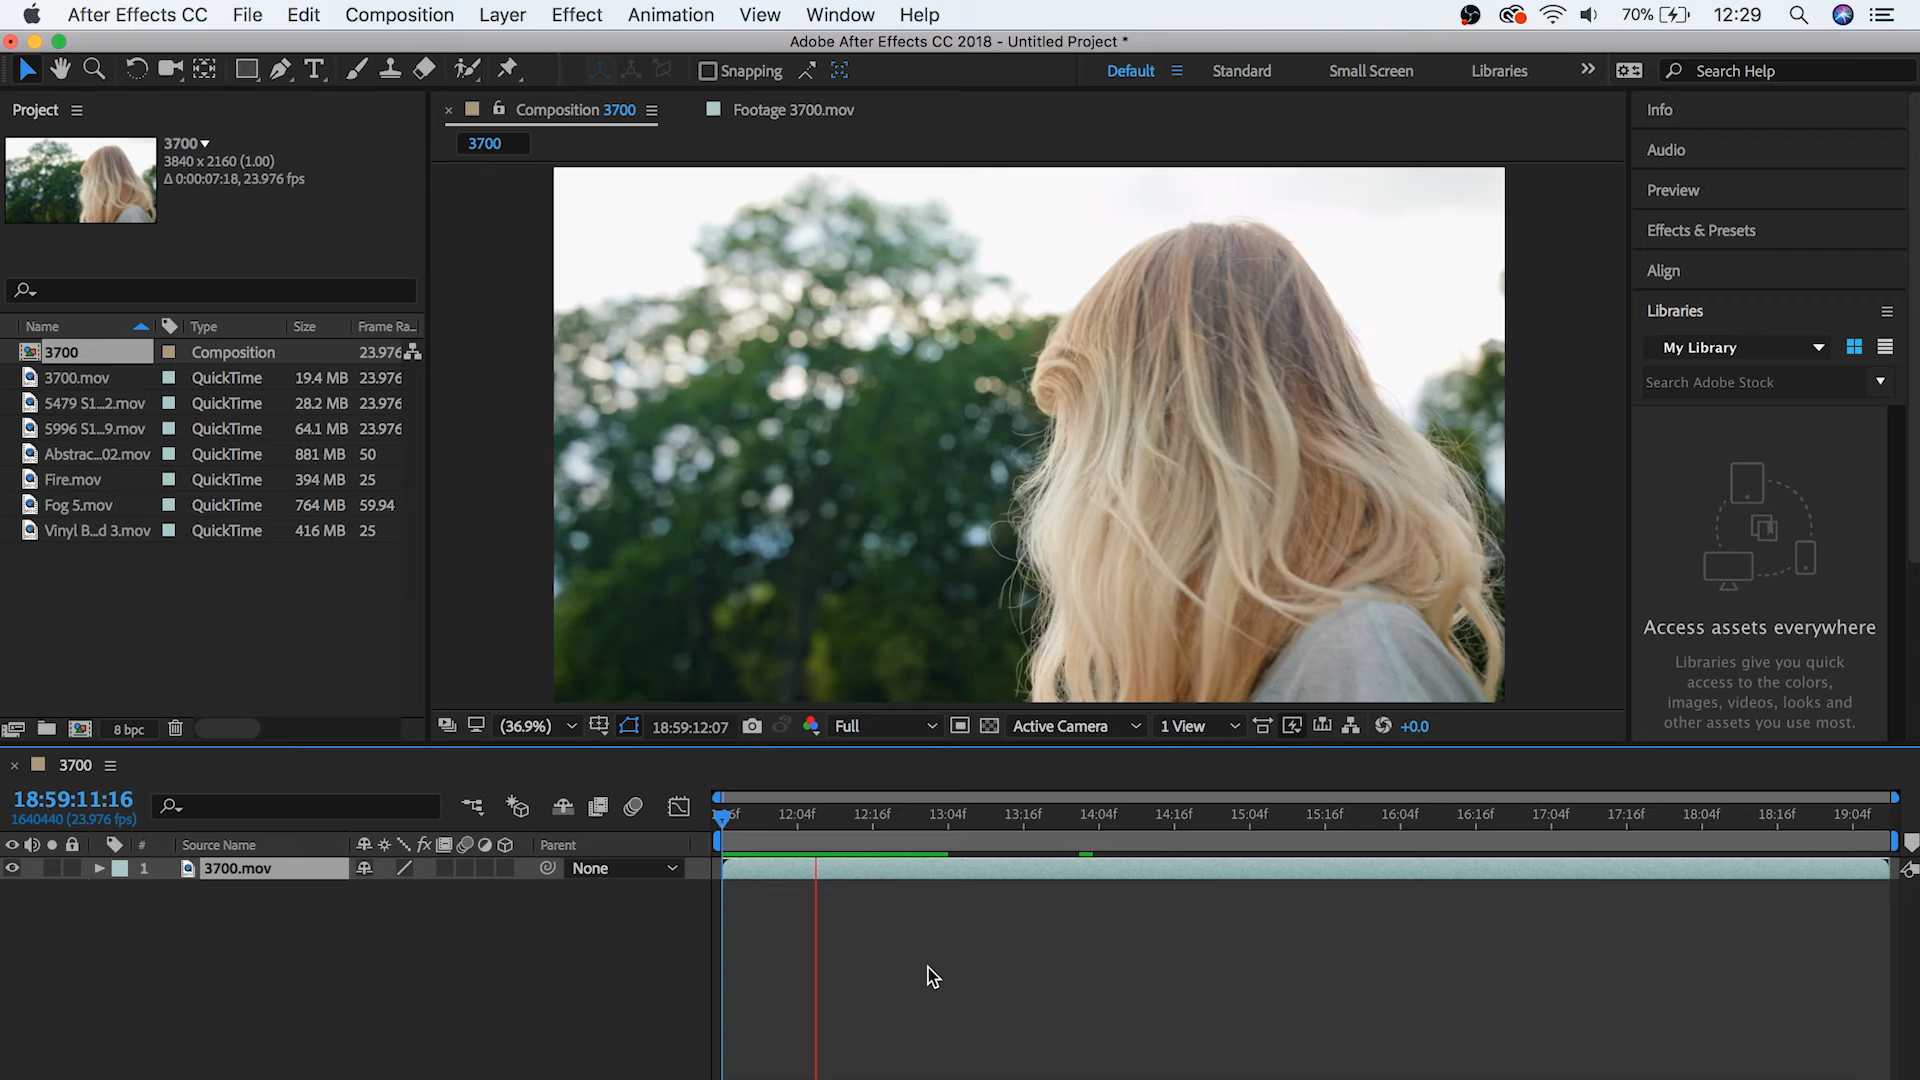 After Effects CC File Edit Composition Layer Effect Animation View Window Help 70% 12:29
Adobe After Effects CC 2018 - Untitled Project *
Snapping Default Standard Small Screen Libraries Search Help
Project
Composition 3700 Footage 3700.mov
3700
3700
3840 x 2160 (1.00)
Δ 0:00:07:18, 23.976 fps
Name Type Size Frame Ra...
3700 Composition 23.976
3700.mov QuickTime 19.4 MB 23.976
5479 S1...2.mov QuickTime 28.2 MB 23.976
5996 S1...9.mov QuickTime 64.1 MB 23.976
Abstrac...02.mov QuickTime 881 MB 50
Fire.mov QuickTime 394 MB 25
Fog 5.mov QuickTime 764 MB 59.94
Vinyl B...d 3.mov QuickTime 416 MB 25
8 bpc
(36.9%) 18:59:12:07 Full Active Camera 1 View +0.0
Info
Audio
Preview
Effects & Presets
Align
Libraries
My Library
Search Adobe Stock
Access assets everywhere
Libraries give you quick
access to the colors,
images, videos, looks and
other assets you use most.
3700
18:59:11:16
1640440 (23.976 fps)
12:04f 12:16f 13:04f 13:16f 14:04f 14:16f 15:04f 15:16f 16:04f 16:16f 17:04f 17:16f 18:04f 18:16f 19:04f
# Source Name fx Parent
1 3700.mov None